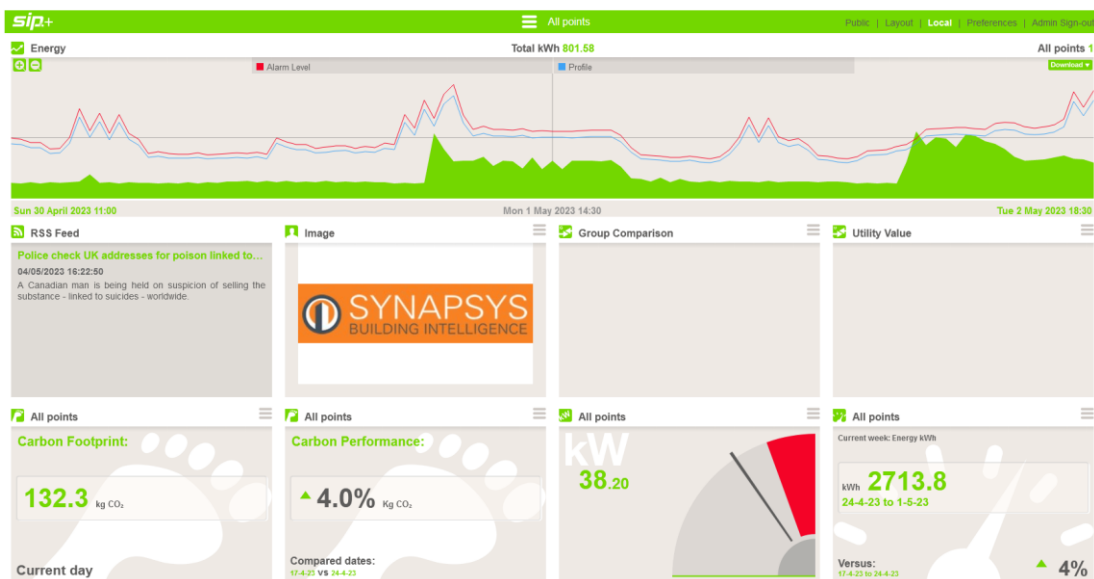 sip+
All points
Public | Layout | Local | Preferences | Admin Sign-out
Energy
Total kWh 801.58
All points 1
Alarm Level
Profile
Download
Sun 30 April 2023 11:00
Mon 1 May 2023 14:30
Tue 2 May 2023 18:30
RSS Feed
Image
Group Comparison
Utility Value
Police check UK addresses for poison linked to...
04/05/2023 16:22:50
A Canadian man is being held on suspicion of selling the
substance - linked to suicides - worldwide.
SYNAPSYS
BUILDING INTELLIGENCE
All points
All points
All points
All points
Carbon Footprint:
132.3 kg CO₂
Current day
Carbon Performance:
4.0% Kg CO₂
Compared dates:
17-4-23 VS 24-4-23
kW
38.20
Current week: Energy kWh
kWh 2713.8
24-4-23 to 1-5-23
Versus:
17-4-23 to 24-4-23
4%